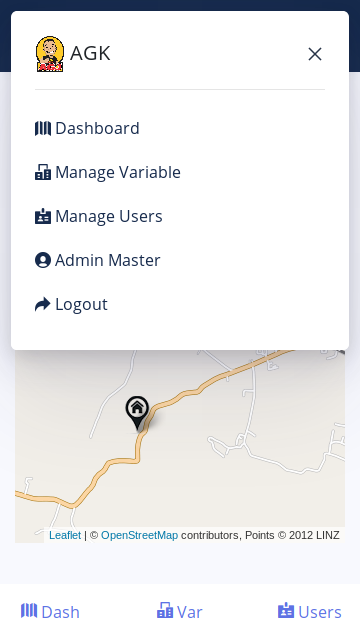 AGK
Dashboard
Manage Variable
Manage Users
Admin Master
Logout
Leaflet | © OpenStreetMap contributors, Points © 2012 LINZ
Dash Var Users